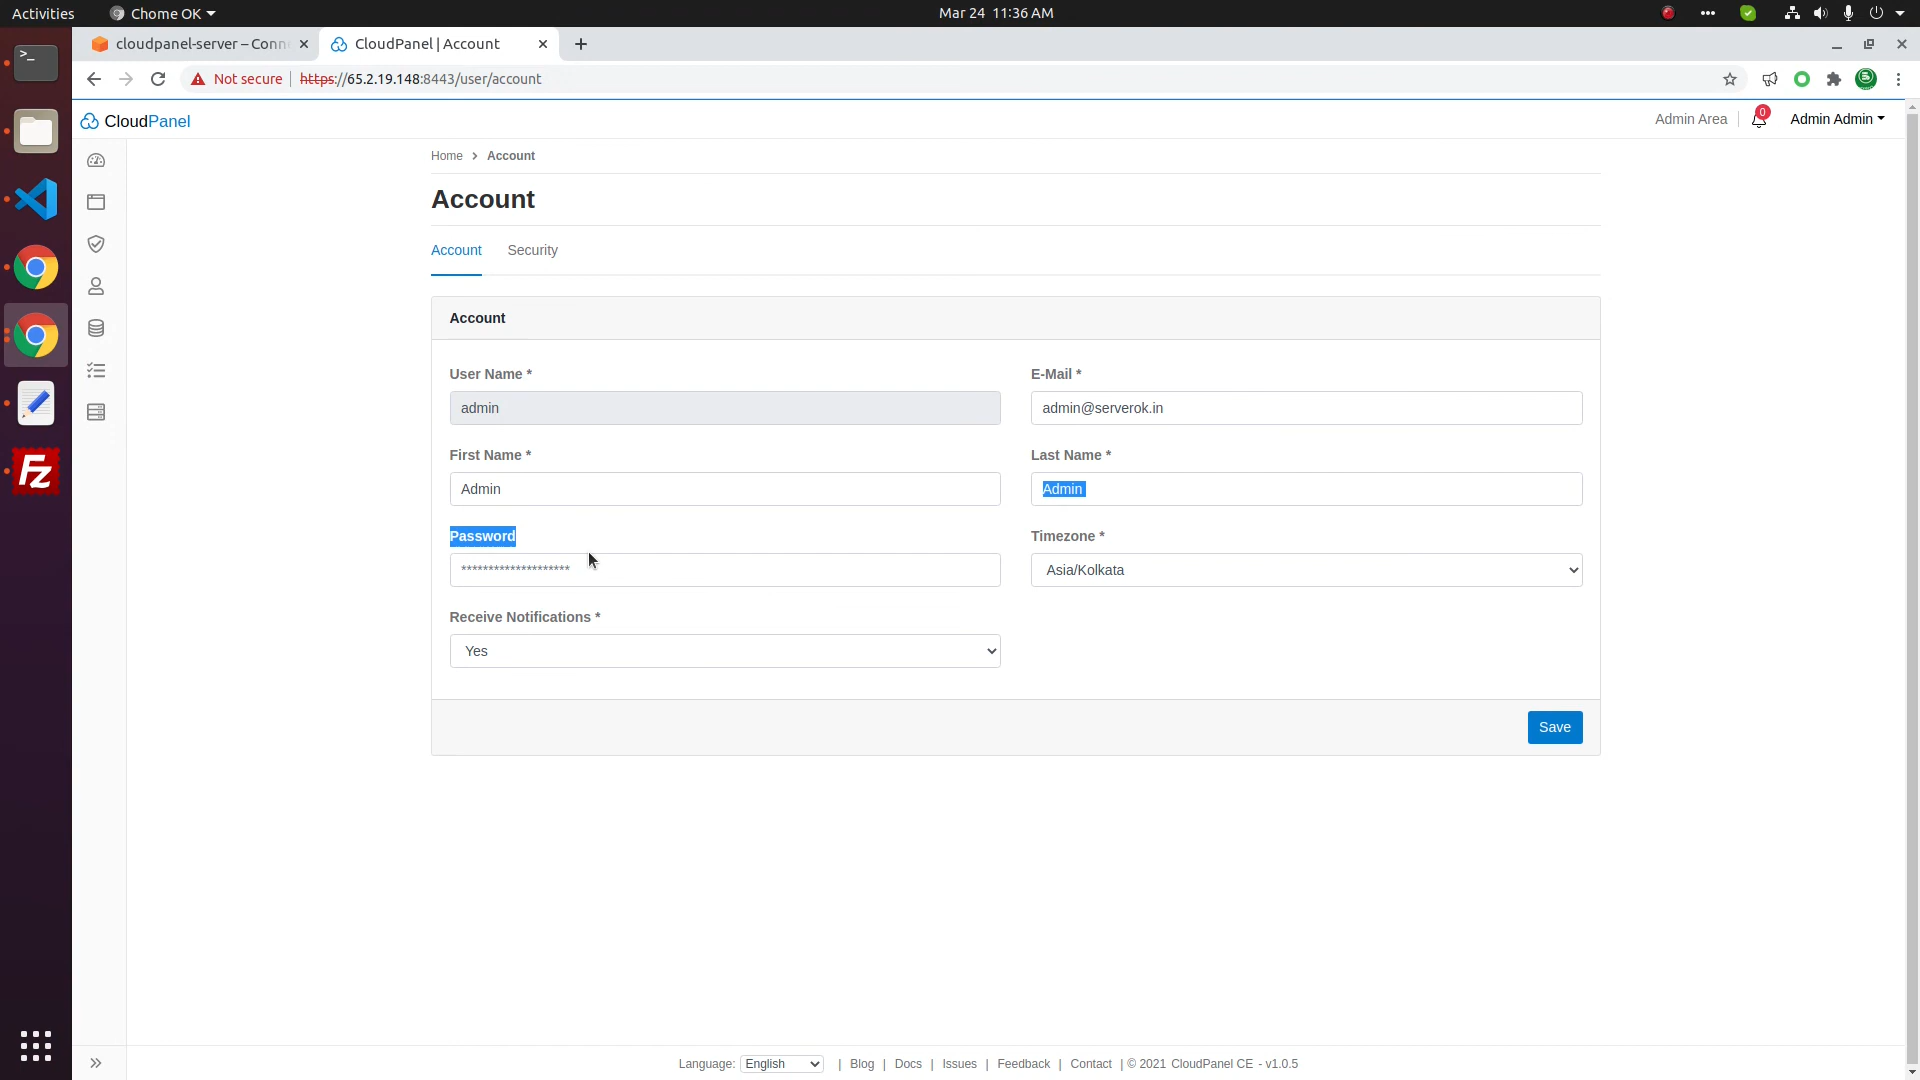 Activities
Chome OK
Mar 24 11:36 AM
cloudpanel-server – Conn
CloudPanel | Account
Not secure
https://65.2.19.148:8443/user/account
CloudPanel
Admin Area
0
Admin Admin
Home
Account
Account
Account
Security
Account
User Name *
E-Mail *
admin
admin@serverok.in
First Name *
Last Name *
Admin
Admin
Password
Timezone *
********************
Asia/Kolkata
Receive Notifications *
Yes
Save
Language:
English
| Blog | Docs | Issues | Feedback | Contact | © 2021 CloudPanel CE - v1.0.5